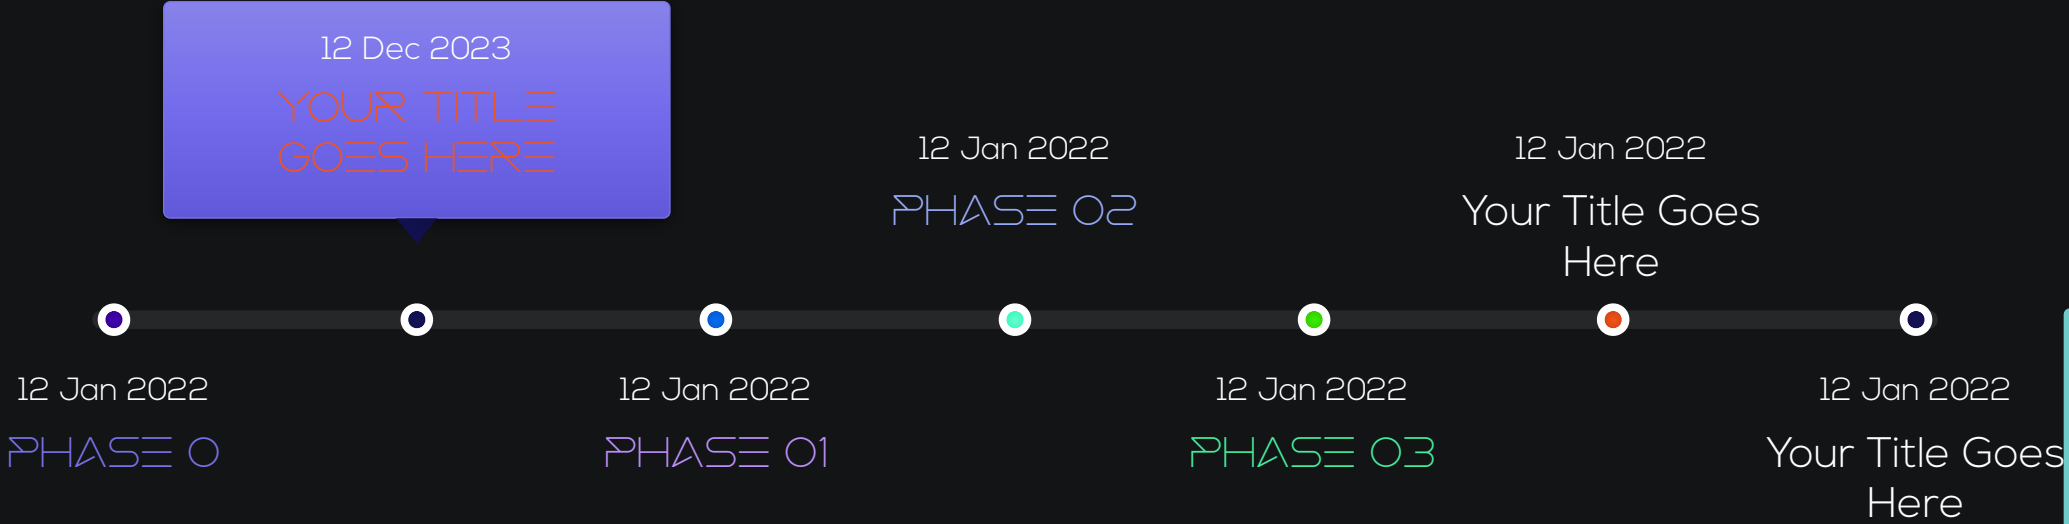 12 Dec 2023
YOUR TITLE
GOES HERE
12 Jan 2022
PHASE 02
12 Jan 2022
Your Title Goes
Here
12 Jan 2022
PHASE 0
12 Jan 2022
PHASE 01
12 Jan 2022
PHASE 03
12 Jan 2022
Your Title Goes
Here